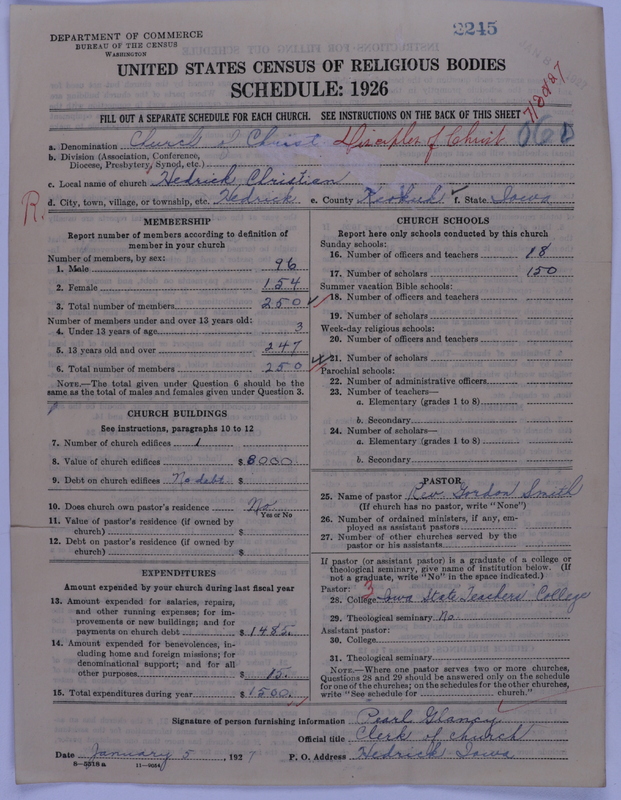 2245
DEPARTMENT OF COMMERCE
BUREAU OF THE CENSUS
WASHINGTON
UNITED STATES CENSUS OF RELIGIOUS BODIES
SCHEDULE: 1926
FILL OUT A SEPARATE SCHEDULE FOR EACH CHURCH. SEE INSTRUCTIONS ON THE BACK OF THIS SHEET
a. Denomination Church of Christ Disciples of Christ
b. Division (Association, Conference,
Diocese, Presbytery, Synod, etc.)
c. Local name of church Hedrick Christian
d. City, town, village, or township, etc. Hedrick e. County Keokuk f. State Iowa
R.
MEMBERSHIP
Report number of members according to definition of
member in your church
Number of members, by sex:
1. Male 96
2. Female 154
3. Total number of members 250
Number of members under and over 13 years old:
4. Under 13 years of age 3
5. 13 years old and over 247
6. Total number of members 250
NOTE.—The total given under Question 6 should be
same as the total of males and females given under Question 3.
CHURCH BUILDINGS
See instructions, paragraphs 10 to 12
7. Number of church edifices 1
8. Value of church edifices $ 8000
9. Debt on church edifices No debt $
10. Does church own pastor's residence No
Yes or No
11. Value of pastor's residence (if owned by
church) $
12. Debt on pastor's residence (if owned by
church) $
EXPENDITURES
Amount expended by your church during last fiscal year
13. Amount expended for salaries, repairs,
and other running expenses; for im-
provements or new buildings; and for
payments on church debt $ 1485.
14. Amount expended for benevolences, in-
cluding home and foreign missions; for
denominational support; and for all
other purposes $ 15.
15. Total expenditures during year $ 1500.
CHURCH SCHOOLS
Report here only schools conducted by this church
Sunday schools:
16. Number of officers and teachers 18
17. Number of scholars 150
Summer vacation Bible schools:
18. Number of officers and teachers
19. Number of scholars
Week-day religious schools:
20. Number of officers and teachers
21. Number of scholars
Parochial schools:
22. Number of administrative officers
23. Number of teachers—
a. Elementary (grades 1 to 8)
b. Secondary
24. Number of scholars—
a. Elementary (grades 1 to 8)
b. Secondary
PASTOR
25. Name of pastor Rev. Gordon Smith
(If church has no pastor, write "None")
26. Number of ordained ministers, if any, em-
ployed as assistant pastors
27. Number of other churches served by the
pastor or his assistants
If pastor (or assistant pastor) is a graduate of a college or
theological seminary, give name of institution below. (If
not a graduate, write "No" in the space indicated.)
Pastor: 3
28. College Iowa State Teachers College
29. Theological seminary No
Assistant pastor:
30. College
31. Theological seminary
NOTE.—Where one pastor serves two or more churches,
Questions 28 and 29 should be answered only on the schedule
for one of the churches; on the schedules for the other churches,
write "See schedule for church."
Signature of person furnishing information Pearl Glancy
Official title Clerk of church
Date January 5, 1927 P. O. Address Hedrick Iowa
8—3318a 11—9024